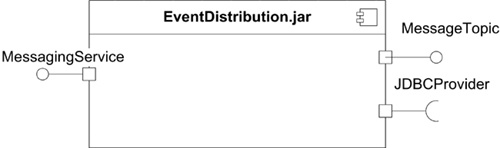 EventDistribution.jar
MessageTopic
MessagingService
JDBCProvider